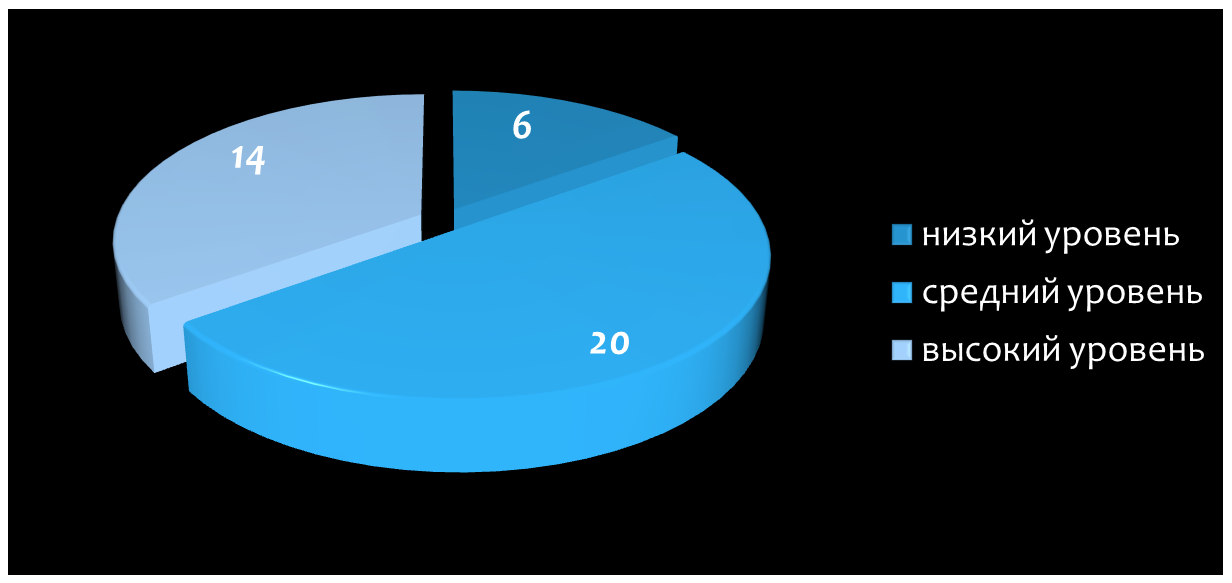 6
14
20
низкий уровень
средний уровень
высокий уровень